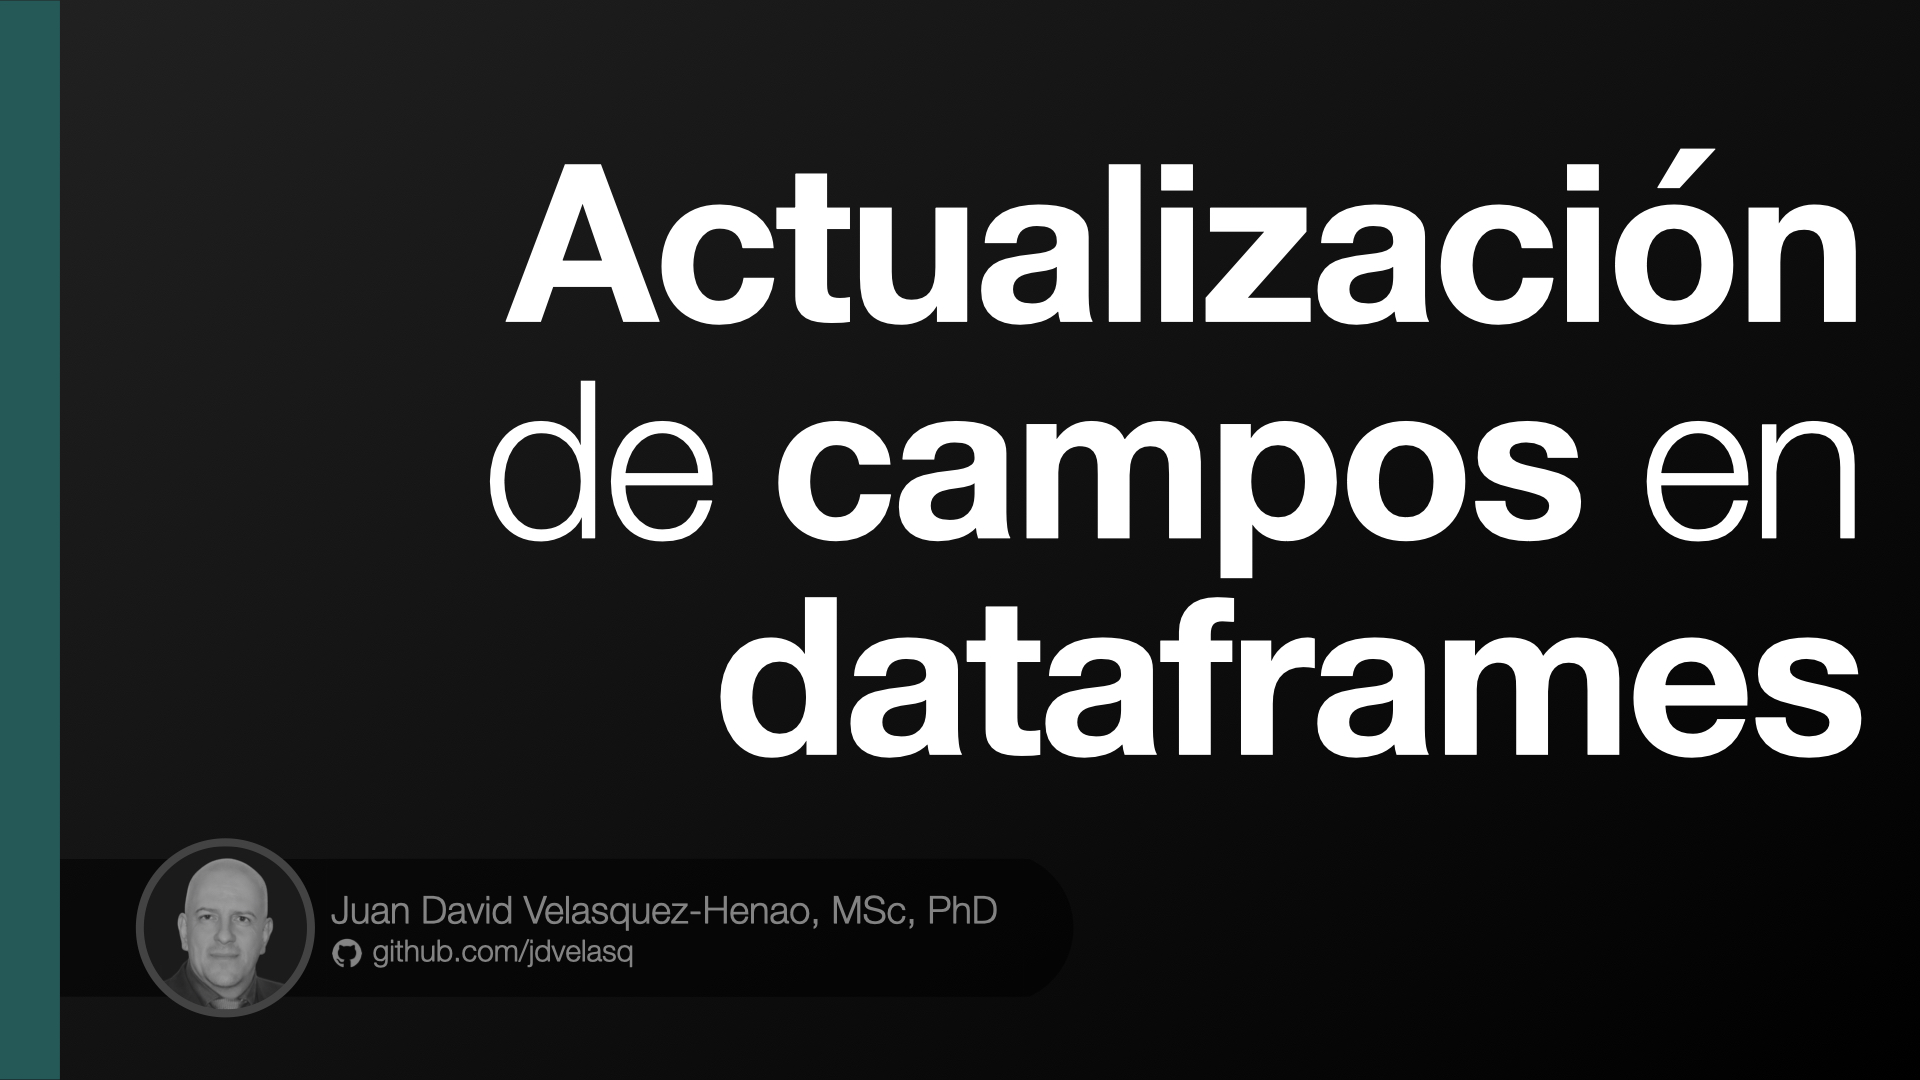 Actualización
de campos en
dataframes
Juan David Velasquez-Henao, MSc, PhD
github.com/jdvelasq